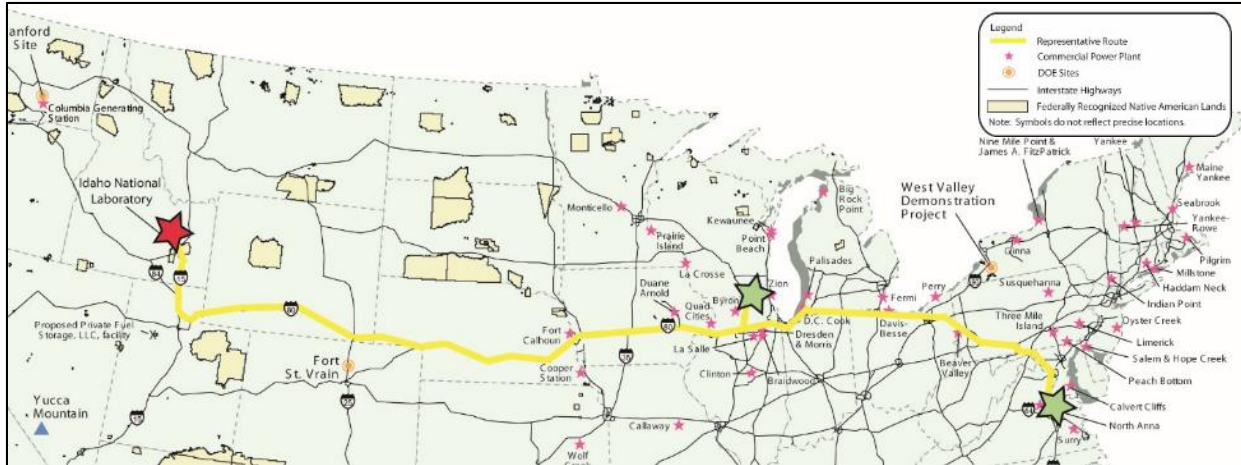 Legend
Representative Route
Commercial Power Plant
DOE Sites
Interstate Highways
Federally Recognized Native American Lands
Note: Symbols do not reflect precise locations.
anford
Site
Columbia Generating
Station
Idaho National
Laboratory
84
15
80
Proposed Private Fuel
Storage, LLC, facility
Yucca
Mountain
15
Fort
St. Vrain
25
Monticello
Prairie
Island
La Crosse
Kewaunee
Point
Beach
Big
Rock
Point
Duane
Arnold
Quad
Cities
Byron
Zion
Palisades
Fort
Calhoun
Cooper
Station
80
35
La Salle
Clinton
Dresden
& Morris
Braidwood
D.C. Cook
Callaway
Wolf
Fermi
Davis-
Besse
Perry
Beaver
Valley
West Valley
Demonstration
Project
90
Nine Mile Point &
James A. FitzPatrick
Yankee
Maine
Yankee
Seabrook
Yankee-
Rowe
Pilgrim
Millstone
Haddam Neck
Indian Point
Ginna
Susquehanna
Three Mile
Island
Oyster Creek
Limerick
Salem & Hope Creek
Peach Bottom
Calvert Cliffs
North Anna
64
Surry